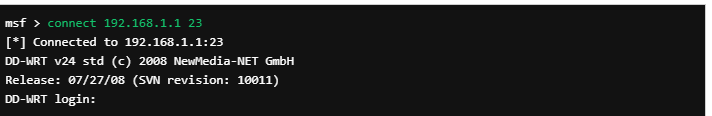 msf > connect 192.168.1.1 23
[*] Connected to 192.168.1.1:23
DD-WRT v24 std (c) 2008 NewMedia-NET GmbH
Release: 07/27/08 (SVN revision: 10011)
DD-WRT login: